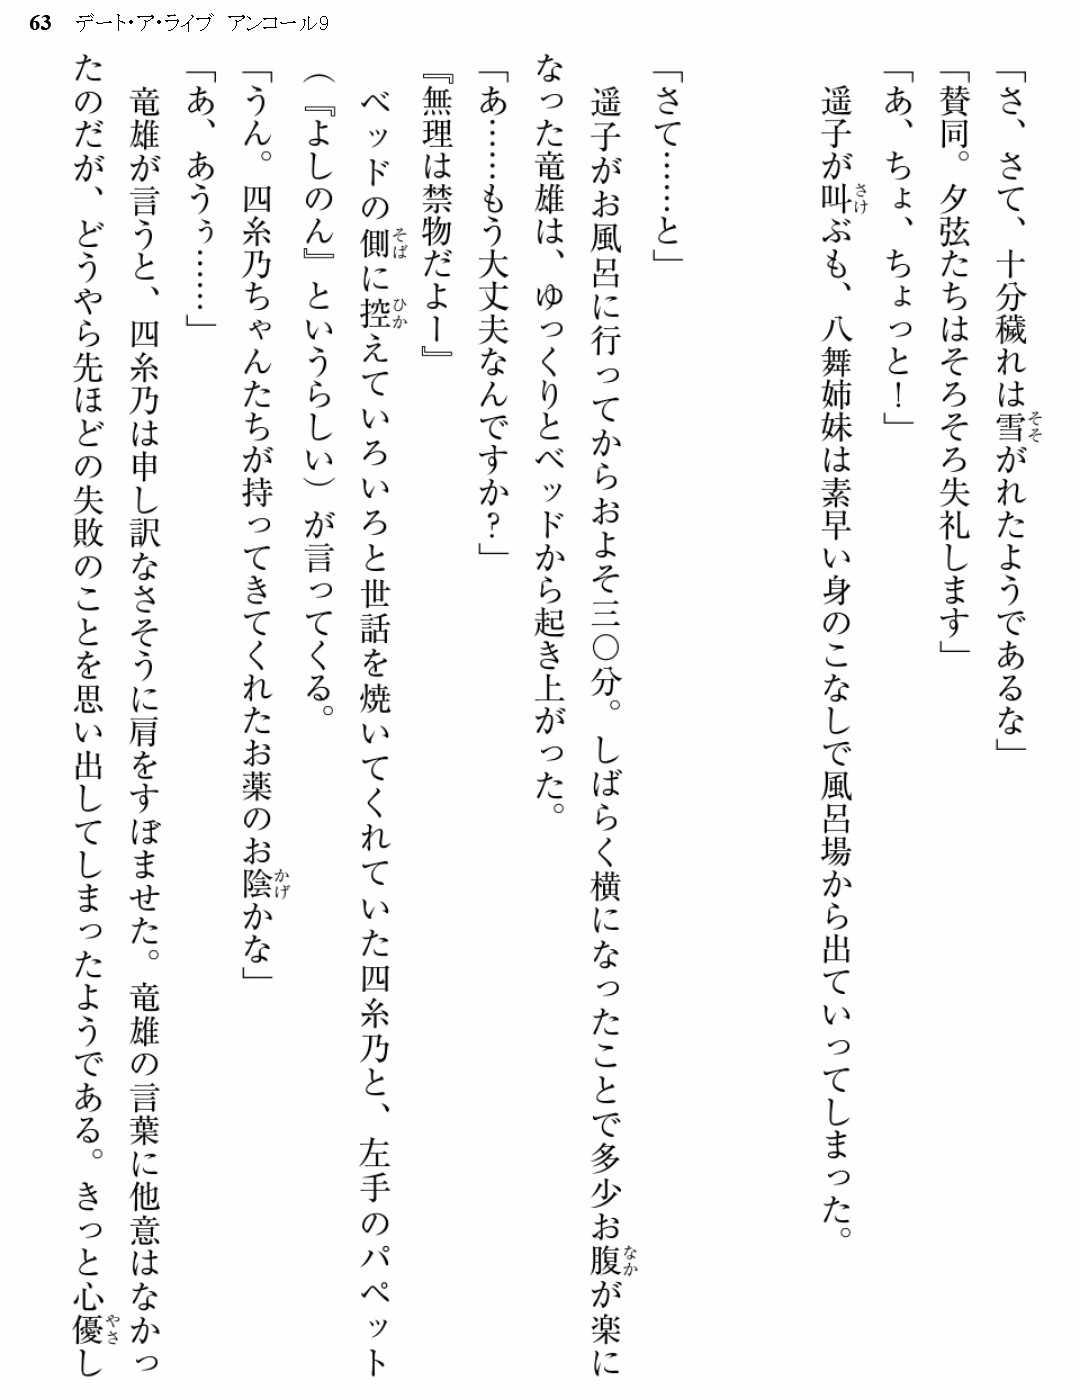 63 デート・ア・ライブ アンコール9
「さ、さて、十分穢れは雪がれたようであるな」
「賛同。夕弦たちはそろそろ失礼します」
「あ、ちょ、ちょっと！」
遥子が叫ぶも、八舞姉妹は素早い身のこなしで風呂場から出ていってしまった。
「さて……と」
遥子がお風呂に行ってからおよそ三〇分。しばらく横になったことで多少お腹が楽に
なった竜雄は、ゆっくりとベッドから起き上がった。
「あ……もう大丈夫なんですか？」
『無理は禁物だよー』
ベッドの側に控えていろいろと世話を焼いてくれていた四糸乃と、左手のパペット
（『よしのん』というらしい）が言ってくる。
「うん。四糸乃ちゃんたちが持ってきてくれたお薬のお陰かな」
「あ、あうぅ……」
竜雄が言うと、四糸乃は申し訳なさそうに肩をすぼませた。竜雄の言葉に他意はなかっ
たのだが、どうやら先ほどの失敗のことを思い出してしまったようである。きっと心優し